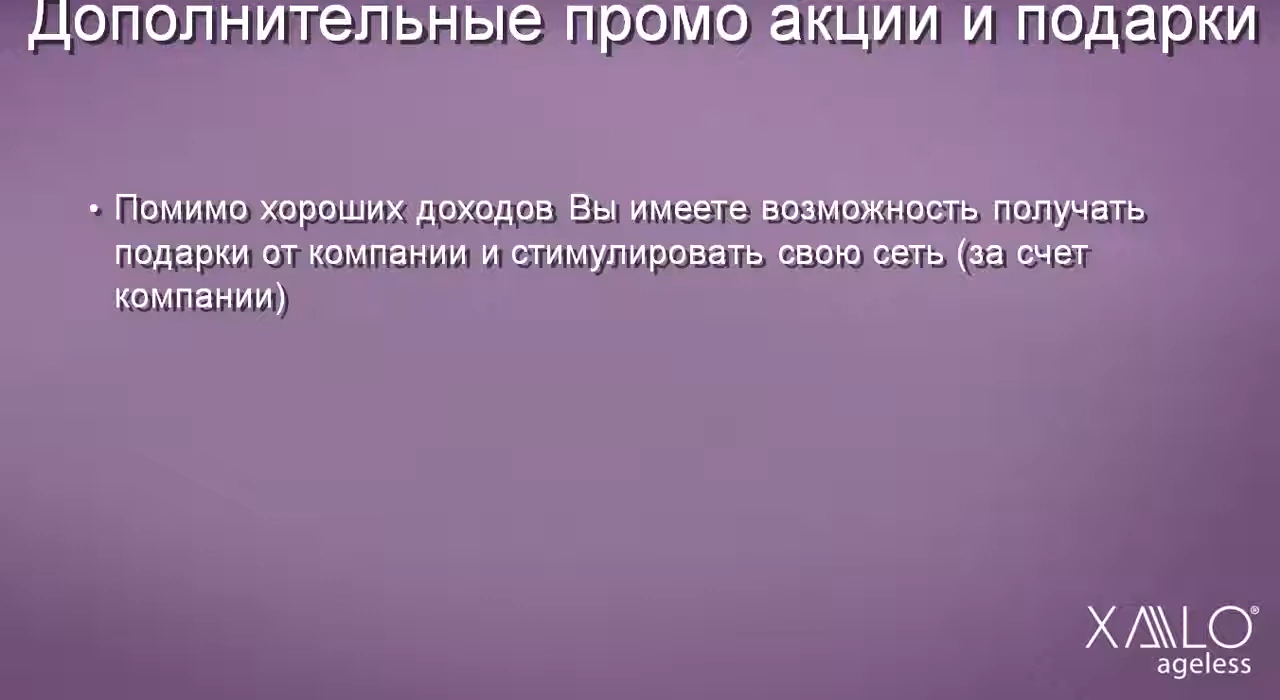 Дополнительные промо акции и подарки
• Помимо хороших доходов Вы имеете возможность получать
подарки от компании и стимулировать свою сеть (за счет
компании)
XALO®
ageless